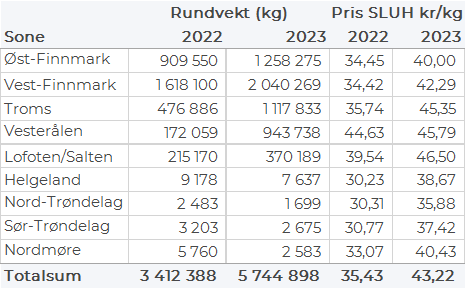 Rundvekt (kg) Pris SLUH kr/kg
Sone 2022 2023 2022 2023
Øst-Finnmark 909 550 1 258 275 34,45 40,00
Vest-Finnmark 1 618 100 2 040 269 34,42 42,29
Troms 476 886 1 117 833 35,74 45,35
Vesterålen 172 059 943 738 44,63 45,79
Lofoten/Salten 215 170 370 189 39,54 46,50
Helgeland 9 178 7 637 30,23 38,67
Nord-Trøndelag 2 483 1 699 30,31 35,88
Sør-Trøndelag 3 203 2 675 30,77 37,42
Nordmøre 5 760 2 583 33,07 40,43
Totalsum 3 412 388 5 744 898 35,43 43,22